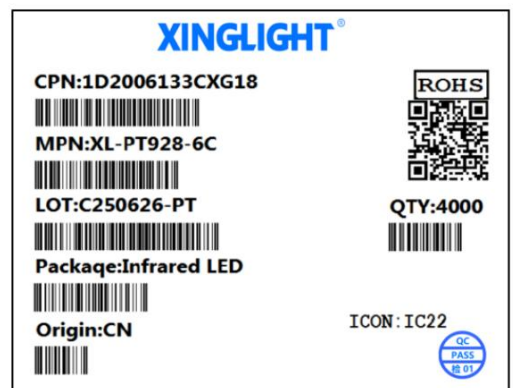 XINGLIGHT®
CPN:1D2006133CXG18
ROHS
MPN:XL-PT928-6C
LOT:C250626-PT
QTY:4000
Packaqe:Infrared LED
Origin:CN
ICON:IC22
QC
PASS
检 01